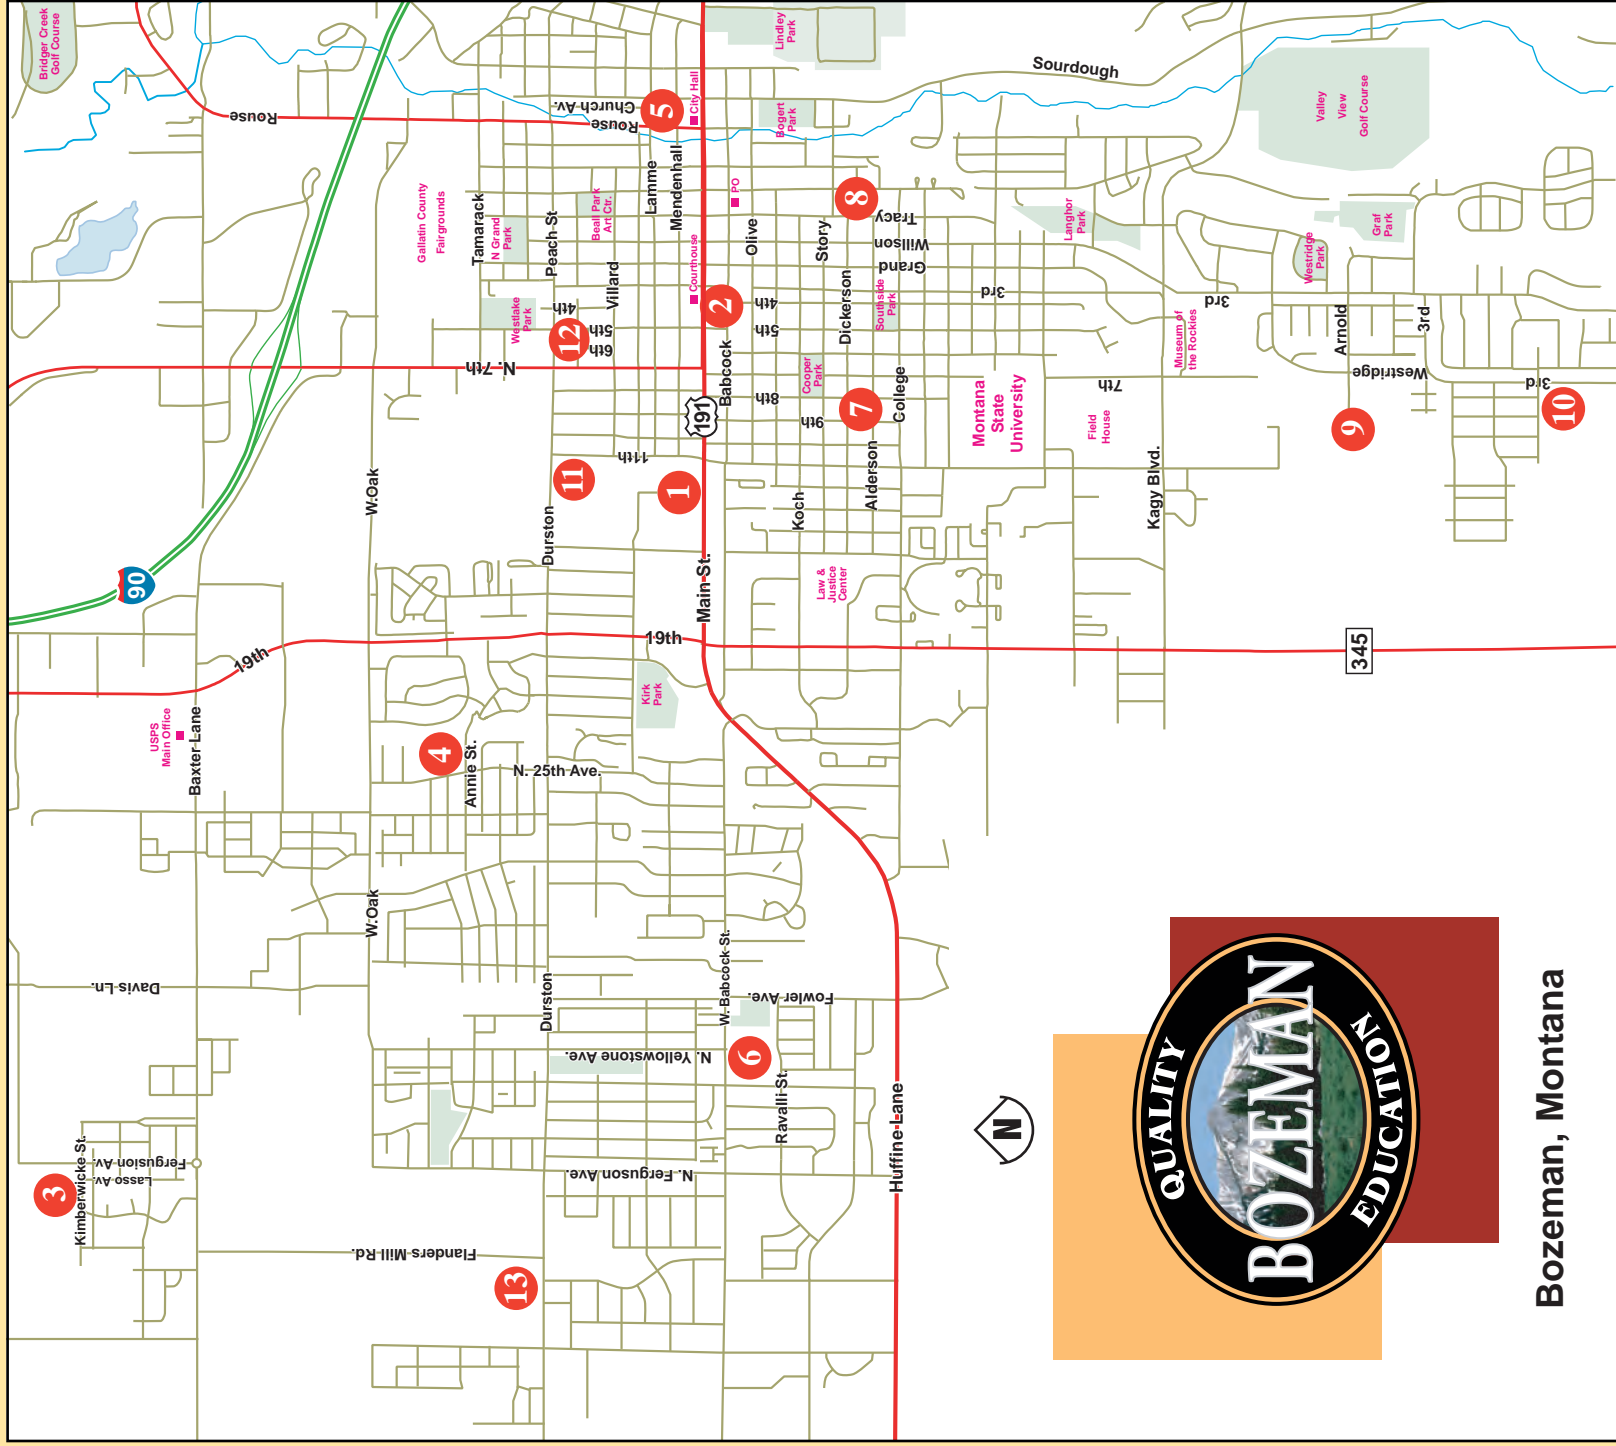 Bridger Creek
Golf Course
Rouse
Church Av.
Rouse
5
City Hall
Lindley
Park
Bogert
Park
Sourdough
Valley
View
Golf Course
Gallatin County
Fairgrounds
Tamarack
N Grand
Park
Peach St
Beall Park
Art Ctr.
Lamme
Mendenhall
PO
Olive
Story
8
Tracy
Willson
Grand
Langhor
Park
Graf
Park
Westridge
Park
Westlake
Park
4th
5th
6th
12
Villard
Courthouse
2
4th
5th
Dickerson
Southside
Park
3rd
3rd
Museum of
the Rockies
Arnold
3rd
Westridge
3rd
10
9
N. 7th
Babcock
191
8th
Cooper
Park
9th
7
College
Montana
State
University
7th
Field
House
W.Oak
11th
11
1
Durston
Koch
Alderson
Kagy Blvd.
90
Main St.
Law &
Justice
Center
19th
19th
345
Kirk
Park
USPS
Main Office
Baxter Lane
4
Annie St.
N. 25th Ave.
W.Oak
Davis Ln.
Durston
W. Babcock St.
Fowler Ave.
N. Yellowstone Ave.
6
Ravalli St.
Huffine Lane
N
3
Kimberwicke St.
Fergusion Av.
Lasso Av.
N. Ferguson Ave.
Flanders Mill Rd.
13
QUALITY
BOZEMAN
EDUCATION
Bozeman, Montana